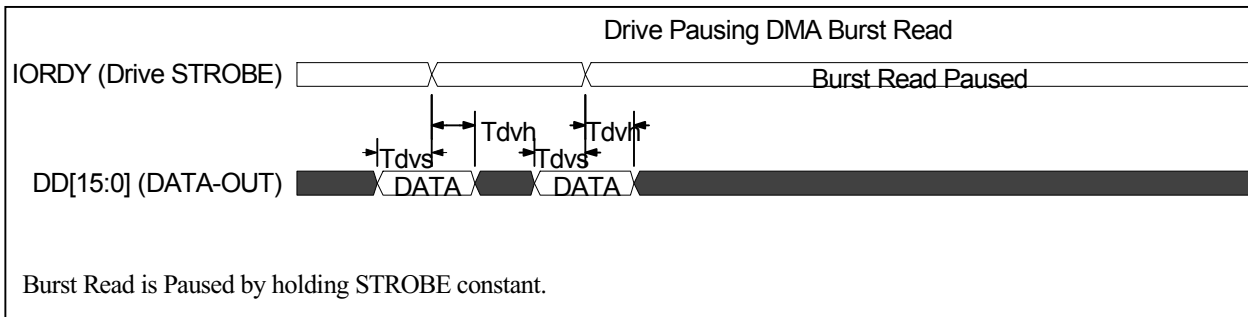 Drive Pausing DMA Burst Read
IORDY (Drive STROBE)
Burst Read Paused
Tdvh
Tdvh
Tdvs
Tdvs
DD[15:0] (DATA-OUT)
DATA
DATA
Burst Read is Paused by holding STROBE constant.